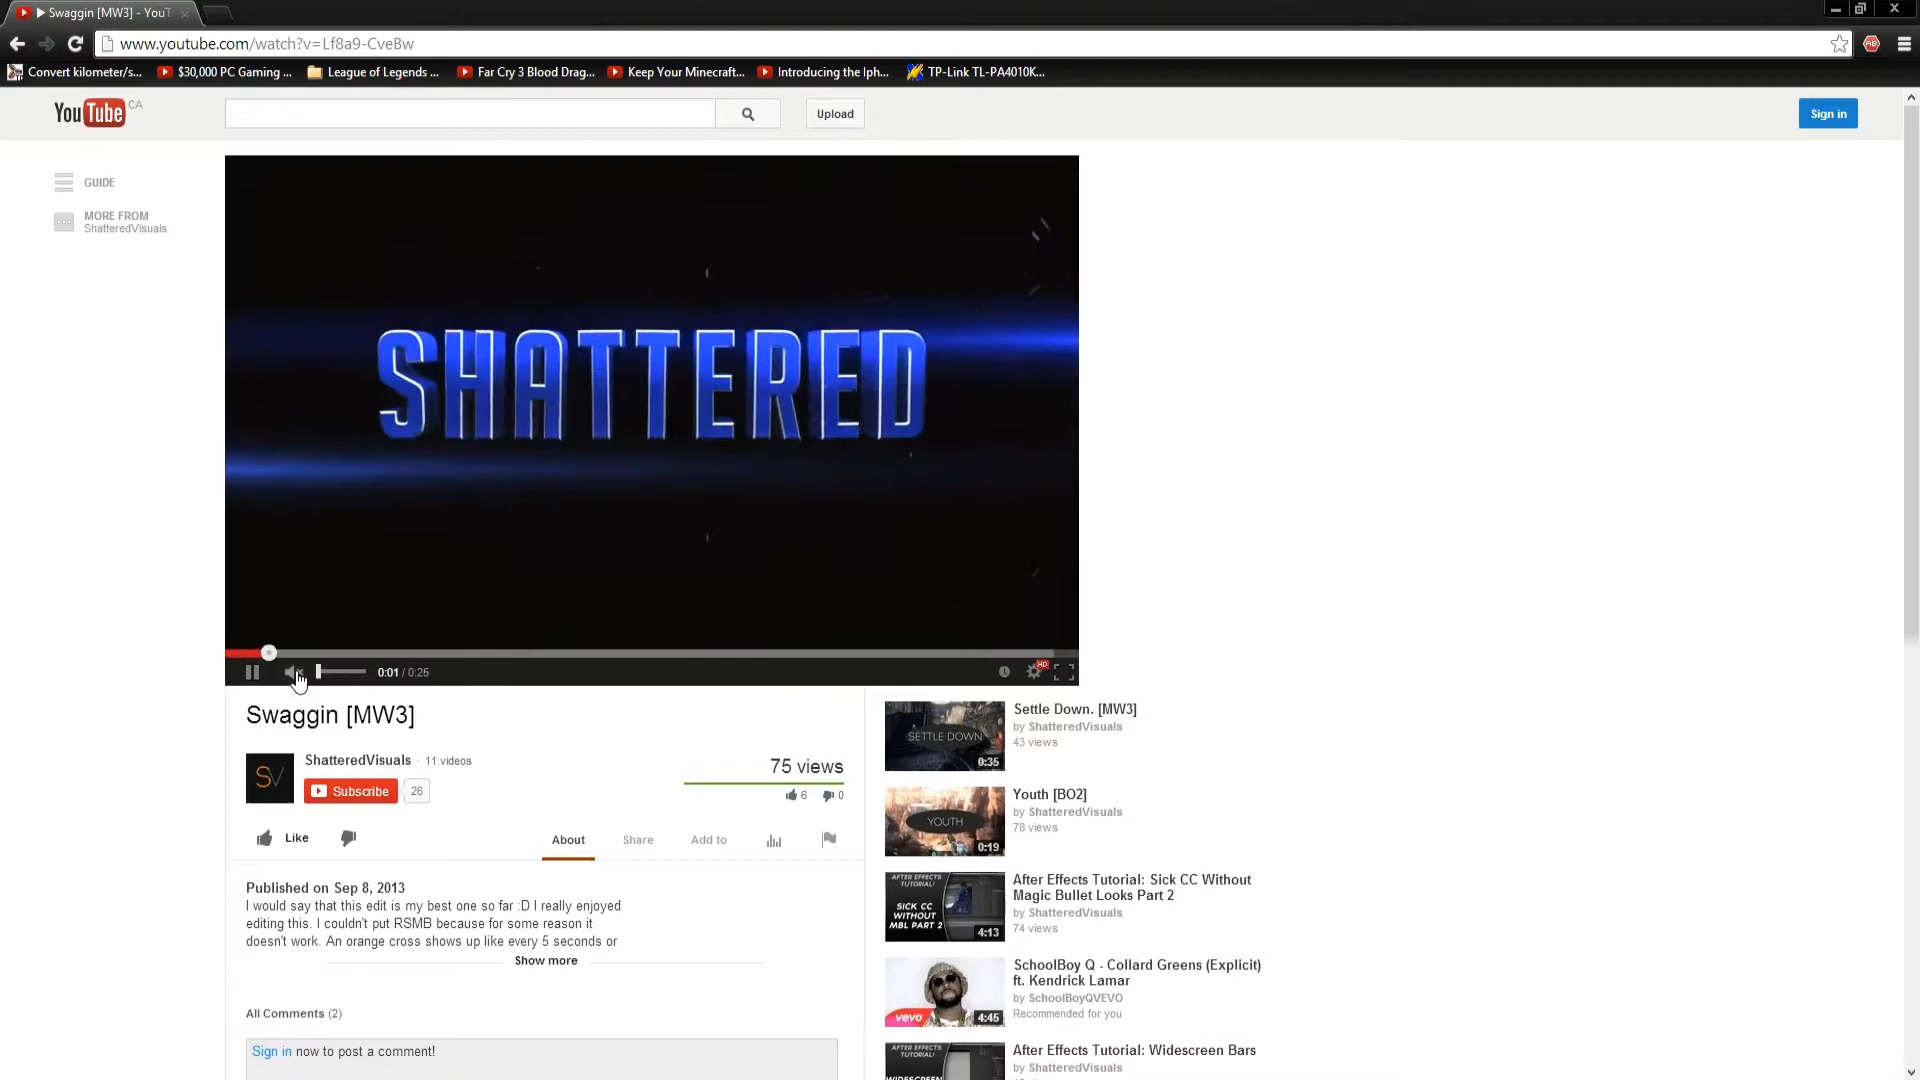 Swaggin [MW3] - YouT
www.youtube.com/watch?v=Lf8a9-CveBw
Convert kilometer/s...
$30,000 PC Gaming ...
League of Legends ...
Far Cry 3 Blood Drag...
Keep Your Minecraft...
Introducing the Iph...
TP-Link TL-PA4010K...
YouTube CA
Upload
Sign in
GUIDE
MORE FROM
ShatteredVisuals
SHATTERED
0:01 / 0:25
HD
Swaggin [MW3]
ShatteredVisuals · 11 videos
Subscribe 26
75 views
6 0
Like
About
Share
Add to
Published on Sep 8, 2013
I would say that this edit is my best one so far :D I really enjoyed
editing this. I couldn't put RSMB because for some reason it
doesn't work. An orange cross shows up like every 5 seconds or
Show more
All Comments (2)
Sign in now to post a comment!
SETTLE DOWN
0:35
Settle Down. [MW3]
by ShatteredVisuals
43 views
YOUTH
0:19
Youth [BO2]
by ShatteredVisuals
78 views
AFTER EFFECTS
TUTORIAL!
SICK CC
WITHOUT
MBL PART 2
4:13
After Effects Tutorial: Sick CC Without
Magic Bullet Looks Part 2
by ShatteredVisuals
74 views
vevo
4:45
SchoolBoy Q - Collard Greens (Explicit)
ft. Kendrick Lamar
by SchoolBoyQVEVO
Recommended for you
AFTER EFFECTS
TUTORIAL!
WIDESCREEN
After Effects Tutorial: Widescreen Bars
by ShatteredVisuals